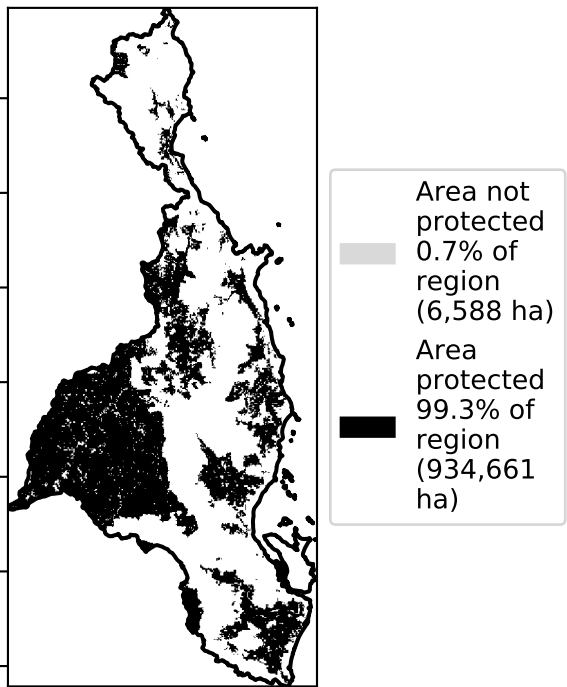 Area not
protected
0.7% of
region
(6,588 ha)
Area
protected
99.3% of
region
(934,661
ha)